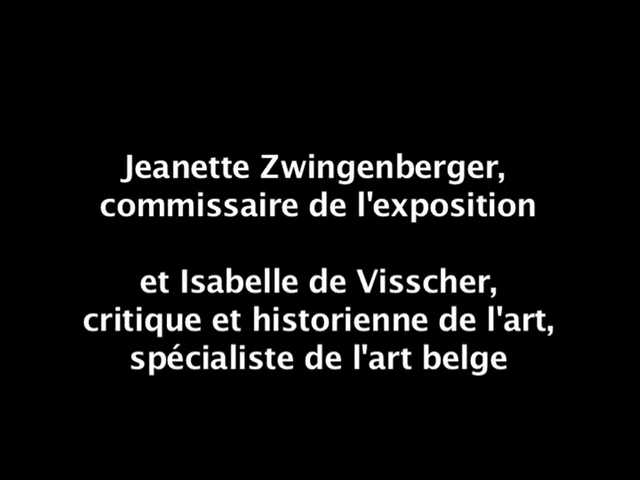 Jeanette Zwingenberger,
commissaire de l'exposition
et Isabelle de Visscher,
critique et historienne de l'art,
spécialiste de l'art belge